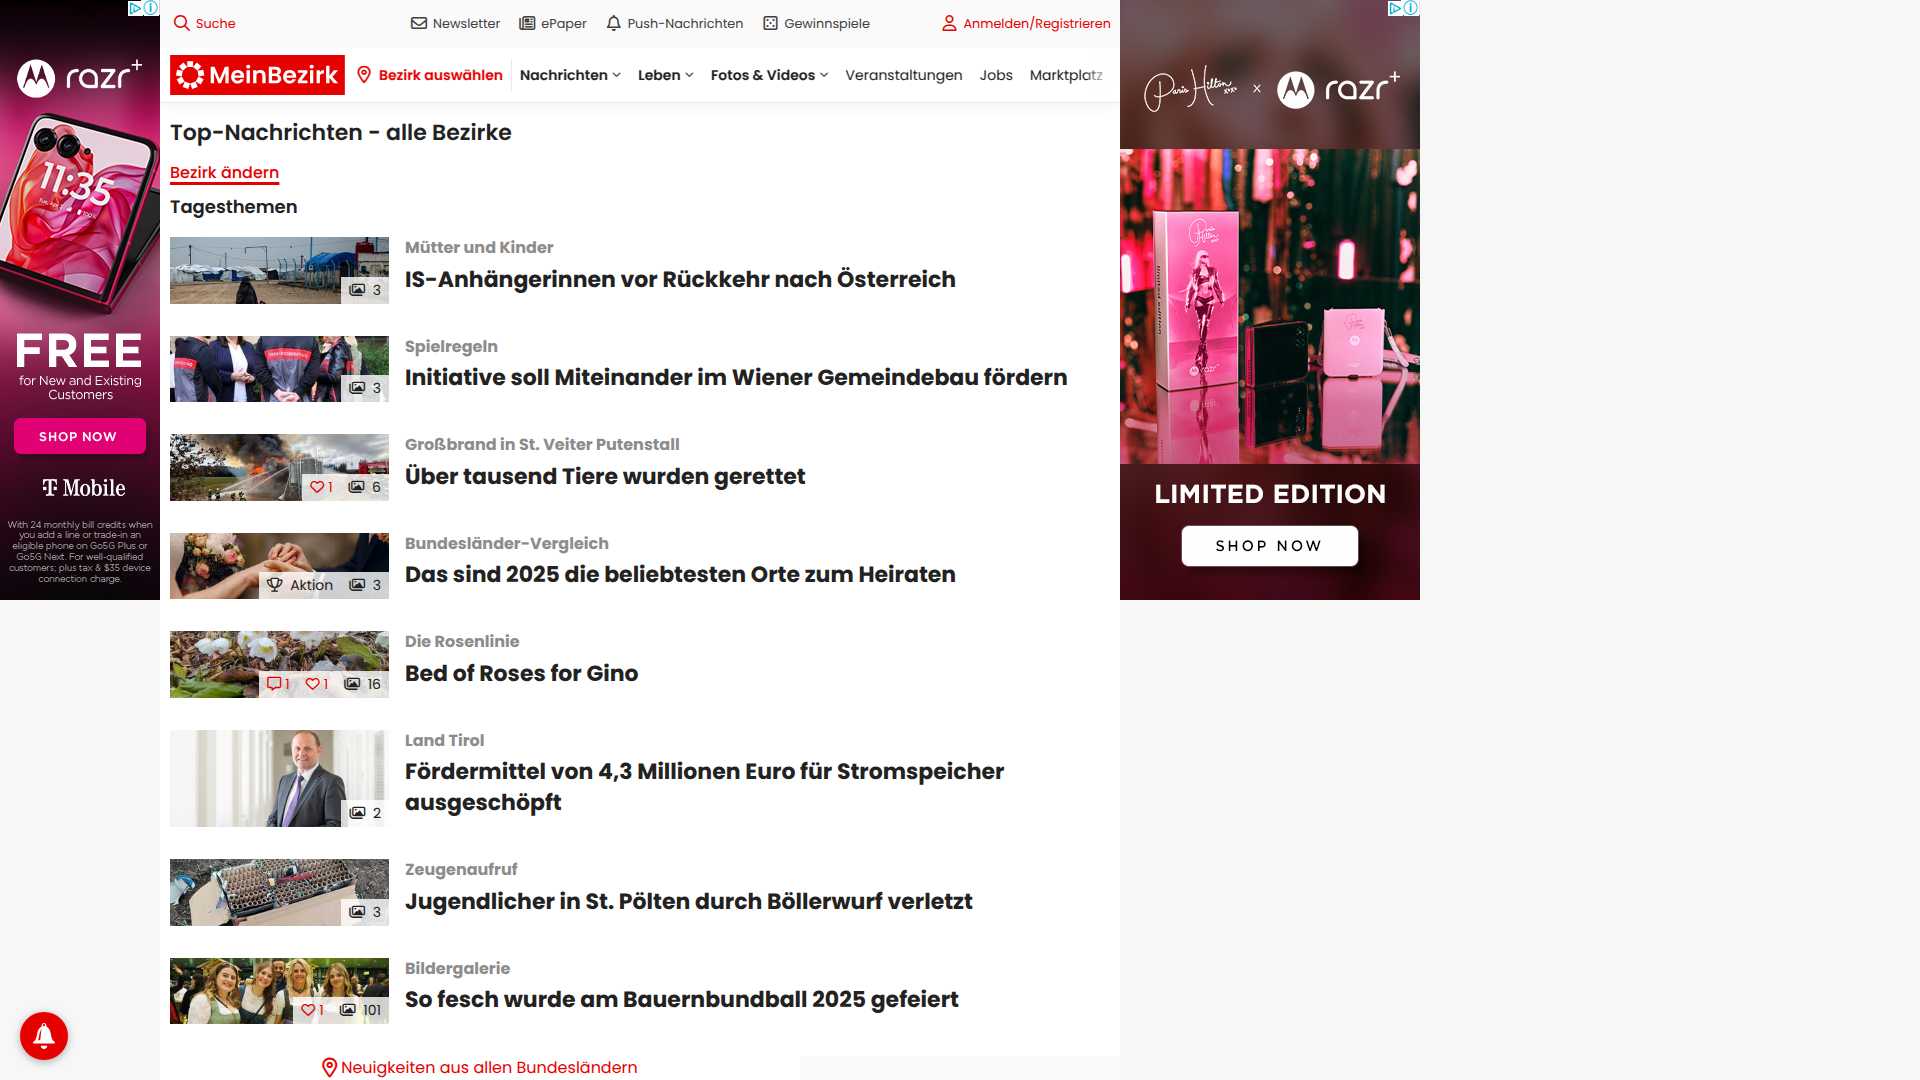 Suche
Newsletter
ePaper
Push-Nachrichten
Gewinnspiele
Anmelden/Registrieren
MeinBezirk
Bezirk auswählen
Nachrichten
Leben
Fotos & Videos
Veranstaltungen
Jobs
Marktplatz
razr+
11:35
FREE
for New and Existing
Customers
SHOP NOW
T Mobile
With 24 monthly bill credits when
you add a line or trade-in an
eligible phone on Go5G Plus or
Go5G Next. For well-qualified
customers; plus tax & $35 device
connection charge.
Top-Nachrichten - alle Bezirke
Bezirk ändern
Tagesthemen
3
Mütter und Kinder
IS-Anhängerinnen vor Rückkehr nach Österreich
3
Spielregeln
Initiative soll Miteinander im Wiener Gemeindebau fördern
1 6
Großbrand in St. Veiter Putenstall
Über tausend Tiere wurden gerettet
Aktion 3
Bundesländer-Vergleich
Das sind 2025 die beliebtesten Orte zum Heiraten
1 1 16
Die Rosenlinie
Bed of Roses for Gino
2
Land Tirol
Fördermittel von 4,3 Millionen Euro für Stromspeicher
ausgeschöpft
3
Zeugenaufruf
Jugendlicher in St. Pölten durch Böllerwurf verletzt
1 101
Bildergalerie
So fesch wurde am Bauernbundball 2025 gefeiert
Neuigkeiten aus allen Bundesländern
Paris Hilton x razr+
LIMITED EDITION
SHOP NOW